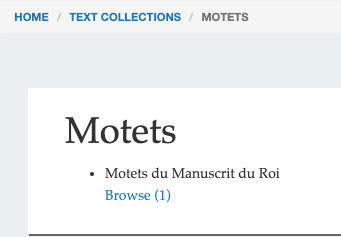 HOME / TEXT COLLECTIONS / MOTETS
Motets
• Motets du Manuscrit du Roi
Browse (1)